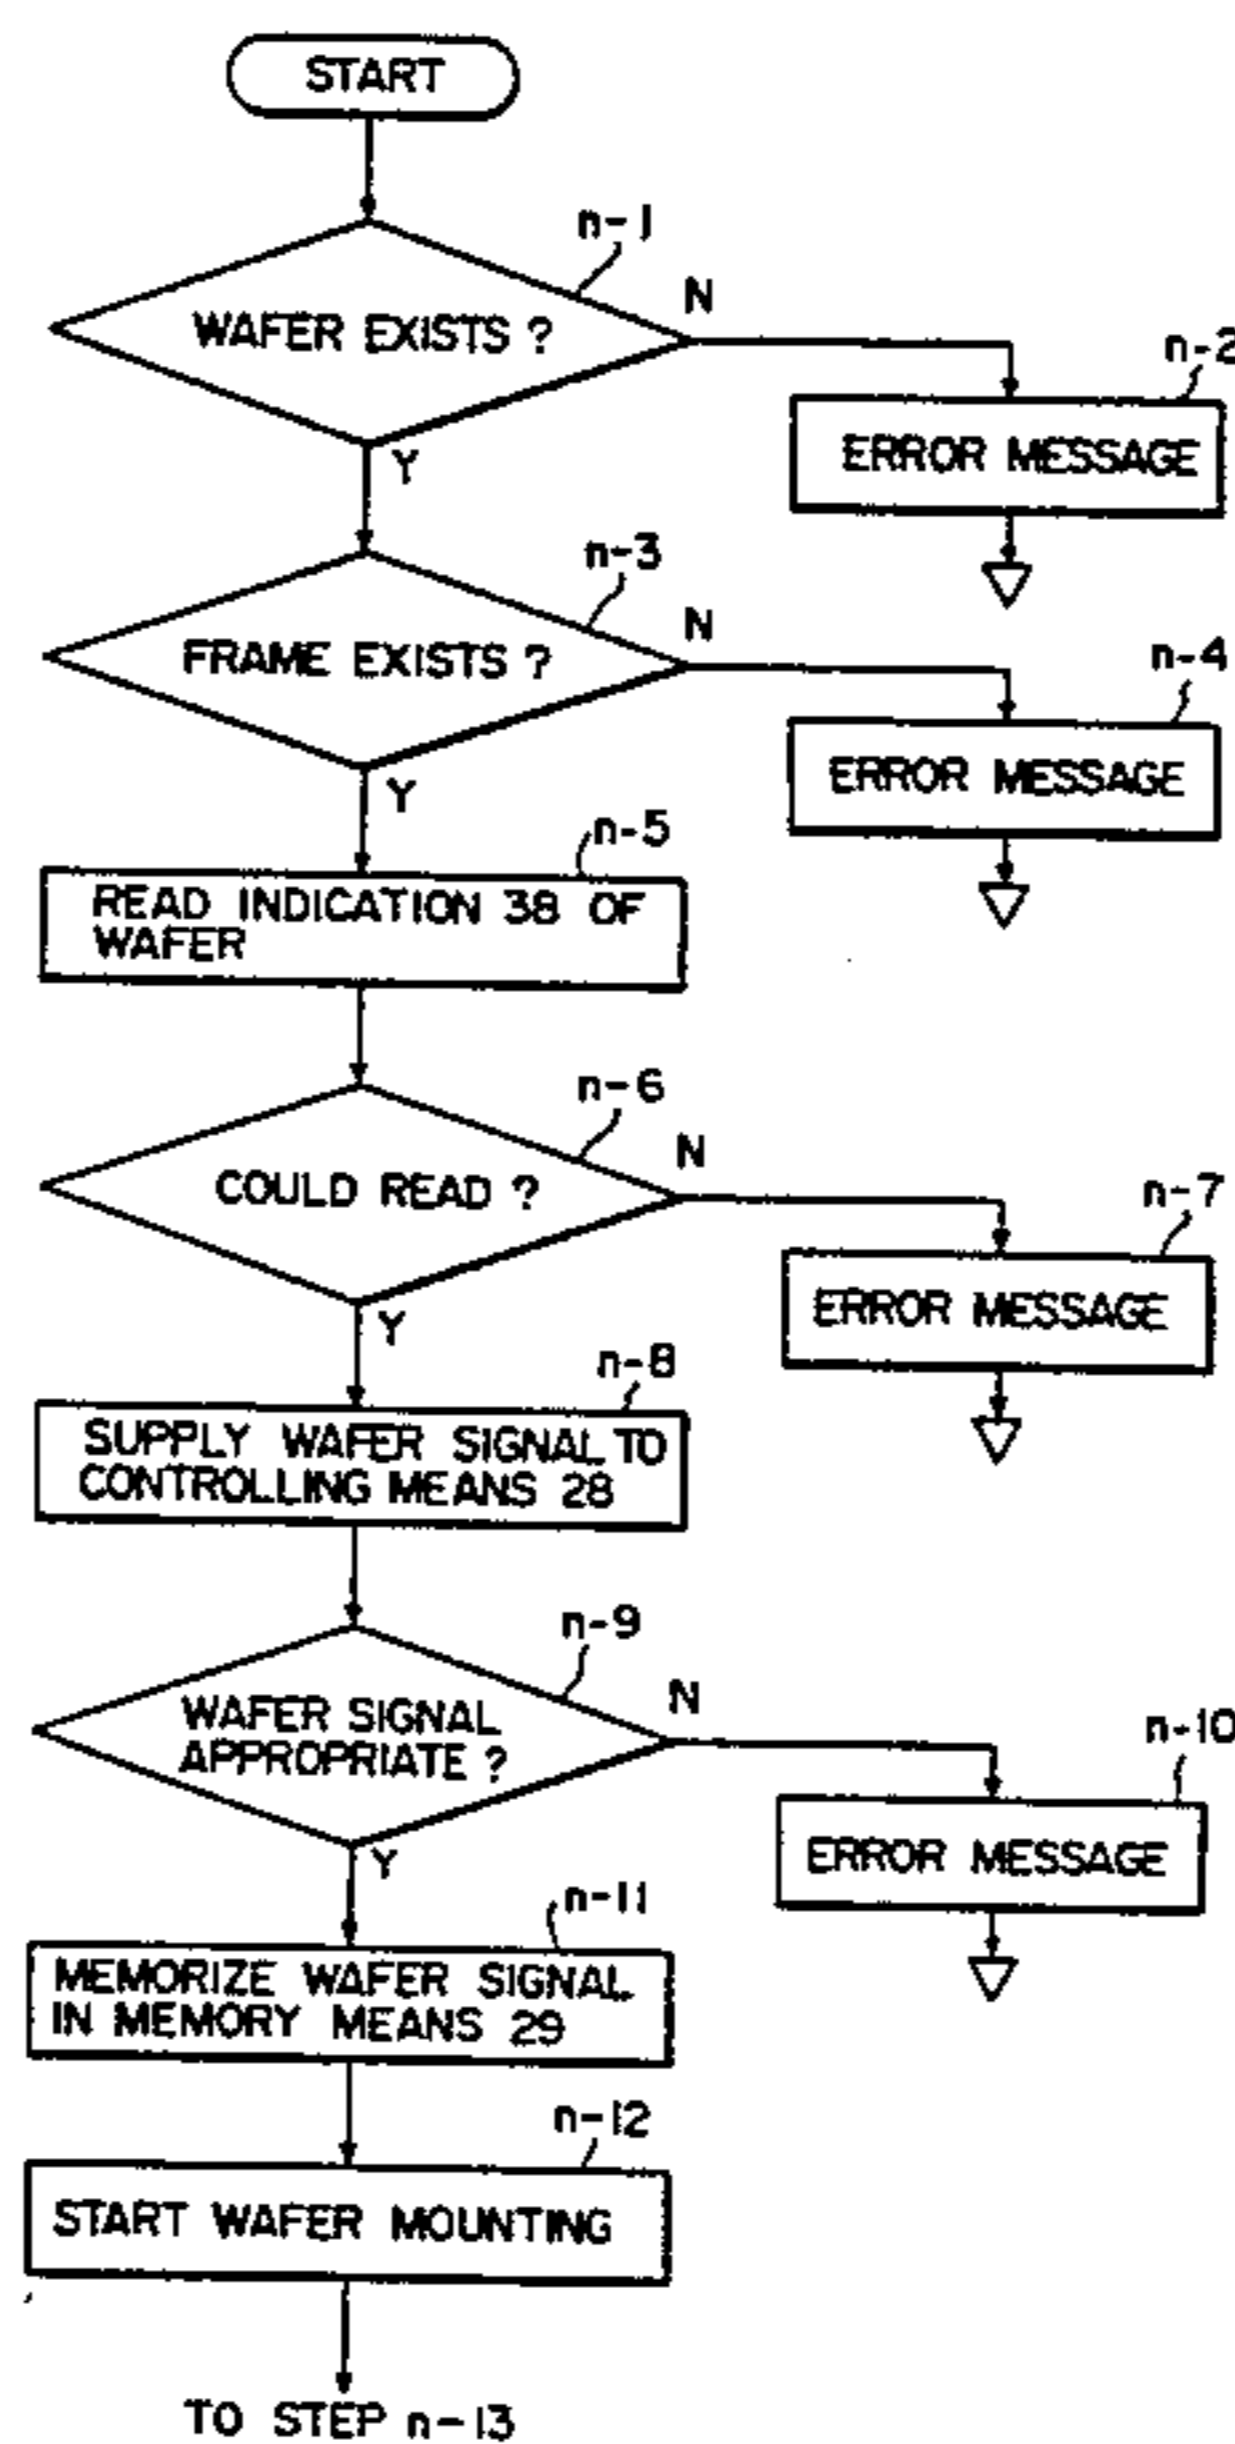 START
n-1
N
WAFER EXISTS ?
n-2
ERROR MESSAGE
Y
n-3
N
FRAME EXISTS ?
n-4
ERROR MESSAGE
Y
n-5
READ INDICATION 38 OF
WAFER
n-6
N
COULD READ ?
n-7
ERROR MESSAGE
Y
n-8
SUPPLY WAFER SIGNAL TO
CONTROLLING MEANS 28
n-9
N
WAFER SIGNAL
APPROPRIATE ?
n-10
ERROR MESSAGE
Y
n-11
MEMORIZE WAFER SIGNAL
IN MEMORY MEANS 29
n-12
START WAFER MOUNTING
TO STEP n-13